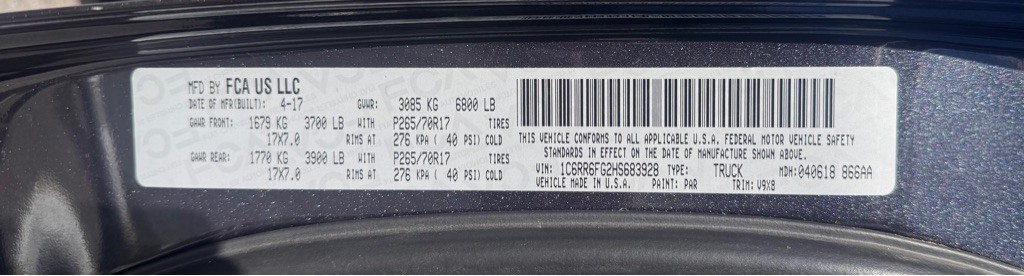 MFD BY FCA US LLC
DATE OF MFR(BUILT): 4-17 GVWR: 3085 KG 6800 LB
GAWR FRONT: 1679 KG 3700 LB WITH P265/70R17 TIRES
17X7.0 RIMS AT 276 KPA ( 40 PSI) COLD
GAWR REAR: 1770 KG 3900 LB WITH P265/70R17 TIRES
17X7.0 RIMS AT 276 KPA ( 40 PSI) COLD
THIS VEHICLE CONFORMS TO ALL APPLICABLE U.S.A. FEDERAL MOTOR VEHICLE SAFETY
STANDARDS IN EFFECT ON THE DATE OF MANUFACTURE SHOWN ABOVE.
VIN: 1C6RR6FG2HS683928 TYPE: TRUCK MDH: 040618 866AA
VEHICLE MADE IN U.S.A. PAINT: PAR TRIM: V9X8